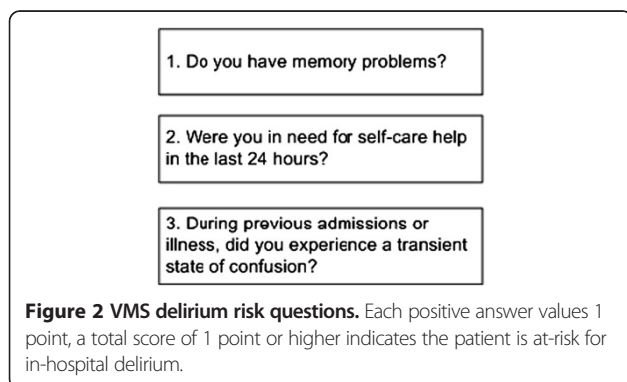 1. Do you have memory problems?
2. Were you in need for self-care help
in the last 24 hours?
3. During previous admissions or
illness, did you experience a transient
state of confusion?
Figure 2 VMS delirium risk questions. Each positive answer values 1
point, a total score of 1 point or higher indicates the patient is at-risk for
in-hospital delirium.